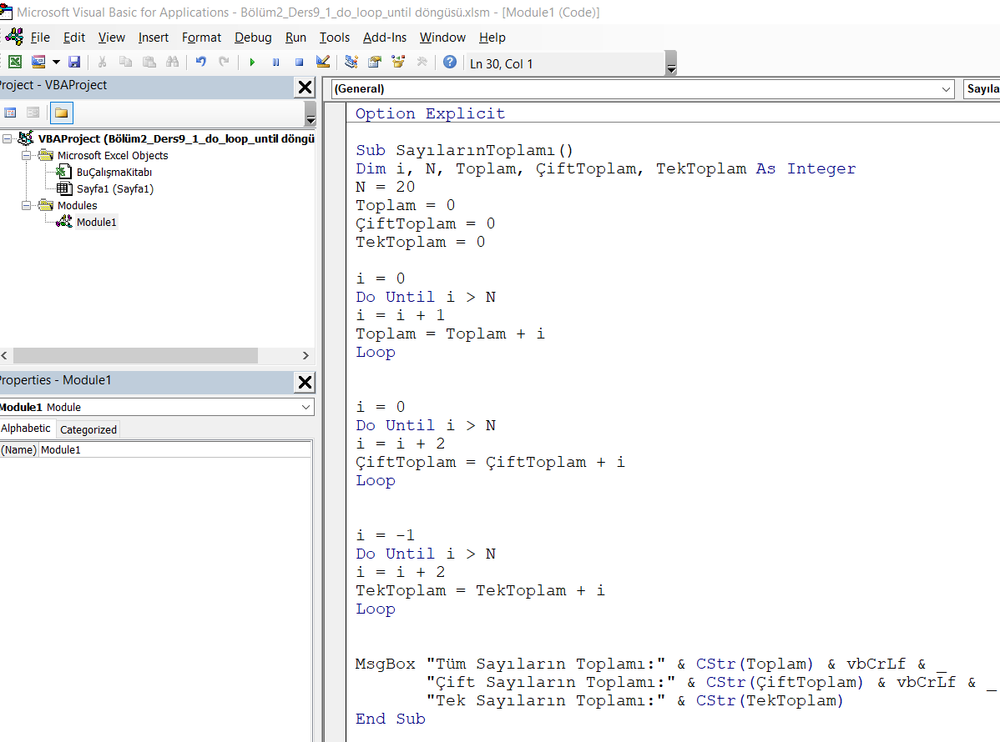 Microsoft Visual Basic for Applications - Bölüm2_Ders9_1_do_loop_until döngüsü.xlsm - [Module1 (Code)]
File Edit View Insert Format Debug Run Tools Add-Ins Window Help
Ln 30, Col 1
roject - VBAProject
VBAProject (Bölüm2_Ders9_1_do_loop_until döngü
Microsoft Excel Objects
BuÇalışmaKitabı
Sayfa1 (Sayfa1)
Modules
Module1
roperties - Module1
Module1 Module
Alphabetic Categorized
(Name) Module1
(General) Sayıla
Option Explicit
Sub SayılarınToplamı()
Dim i, N, Toplam, ÇiftToplam, TekToplam As Integer
N = 20
Toplam = 0
ÇiftToplam = 0
TekToplam = 0
i = 0
Do Until i > N
i = i + 1
Toplam = Toplam + i
Loop
i = 0
Do Until i > N
i = i + 2
ÇiftToplam = ÇiftToplam + i
Loop
i = -1
Do Until i > N
i = i + 2
TekToplam = TekToplam + i
Loop
MsgBox "Tüm Sayıların Toplamı:" & CStr(Toplam) & vbCrLf & _
"Çift Sayıların Toplamı:" & CStr(ÇiftToplam) & vbCrLf & _
"Tek Sayıların Toplamı:" & CStr(TekToplam)
End Sub